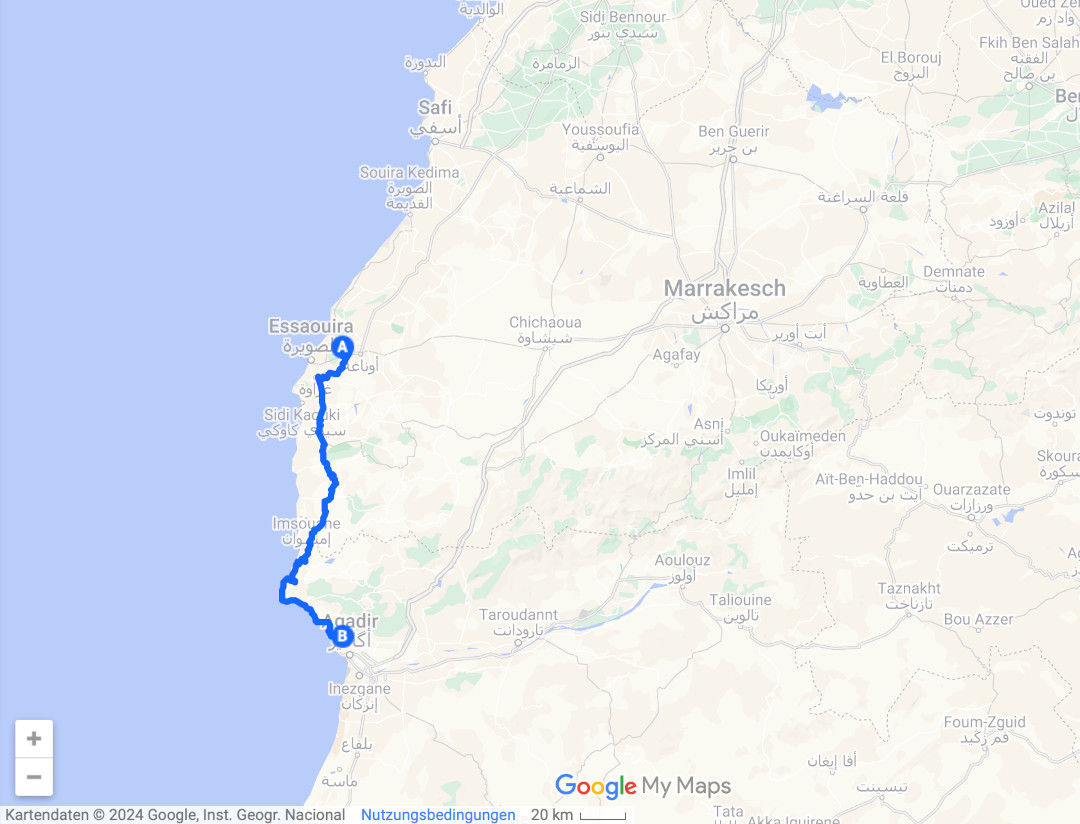 الوالدية
Sidi Bennour
سيدي بنور
Oued Zem
واد زم
Fkih Ben Salah
الفقيه
بن صالح
El Borouj
البروج
البدوزة
الزمامرة
Safi
أسفي
Youssoufia
اليوسفية
Ben Guerir
بن جرير
Ben
Souira Kedima
الصويرة
القديمة
الشماعية
قلعة السراغنة
Azilal
أزيلال
أوزود
Demnate
دمنات
العطاوية
Marrakesch
مراكش
Essaouira
الصويرة
A
أوناغة
Chichaoua
شيشاوة
أيت أورير
Agafay
أوريكا
غزاوة
Sidi Kaouki
سيدي كاوكي
Asni
أسني المركز
Oukaïmeden
أوكايمدن
تونديت
Imlil
إمليل
Aït-Ben-Haddou
أيت بن حدو
Skoura
سكورة
Ouarzazate
ورزازات
Imsouane
إمسوان
ترميكت
Aoulouz
أولوز
Taznakht
تازناخت
Taliouine
تالوين
Bou Azzer
Taroudannt
تارودانت
Agadir
أكادير
B
Inezgane
إنزكان
بلفاع
ماسة
Foum-Zguid
فم زكيد
أقا إيغان
تيسينت
Tata
Akka Iguirene
+
−
Google My Maps
Kartendaten © 2024 Google, Inst. Geogr. Nacional Nutzungsbedingungen 20 km